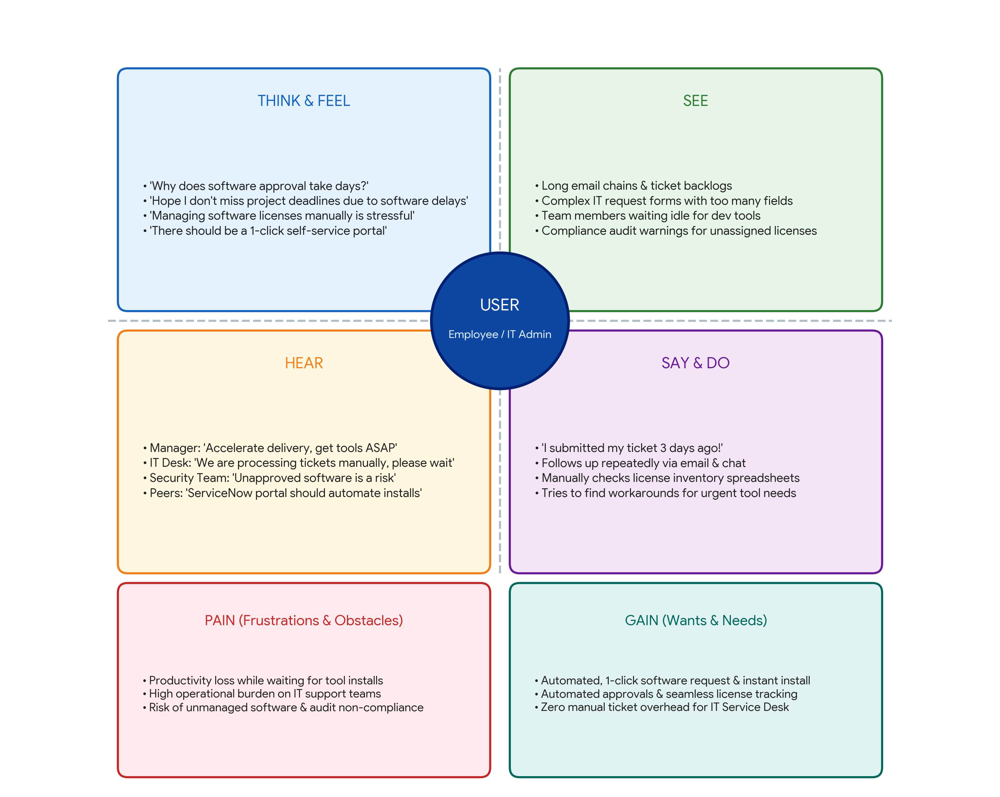 THINK & FEEL
• 'Why does software approval take days?'
• 'Hope I don't miss project deadlines due to software delays'
• 'Managing software licenses manually is stressful'
• 'There should be a 1-click self-service portal'
SEE
• Long email chains & ticket backlogs
• Complex IT request forms with too many fields
• Team members waiting idle for dev tools
• Compliance audit warnings for unassigned licenses
USER
Employee / IT Admin
HEAR
• Manager: 'Accelerate delivery, get tools ASAP'
• IT Desk: 'We are processing tickets manually, please wait'
• Security Team: 'Unapproved software is a risk'
• Peers: 'ServiceNow portal should automate installs'
SAY & DO
• 'I submitted my ticket 3 days ago!'
• Follows up repeatedly via email & chat
• Manually checks license inventory spreadsheets
• Tries to find workarounds for urgent tool needs
PAIN (Frustrations & Obstacles)
• Productivity loss while waiting for tool installs
• High operational burden on IT support teams
• Risk of unmanaged software & audit non-compliance
GAIN (Wants & Needs)
• Automated, 1-click software request & instant install
• Automated approvals & seamless license tracking
• Zero manual ticket overhead for IT Service Desk